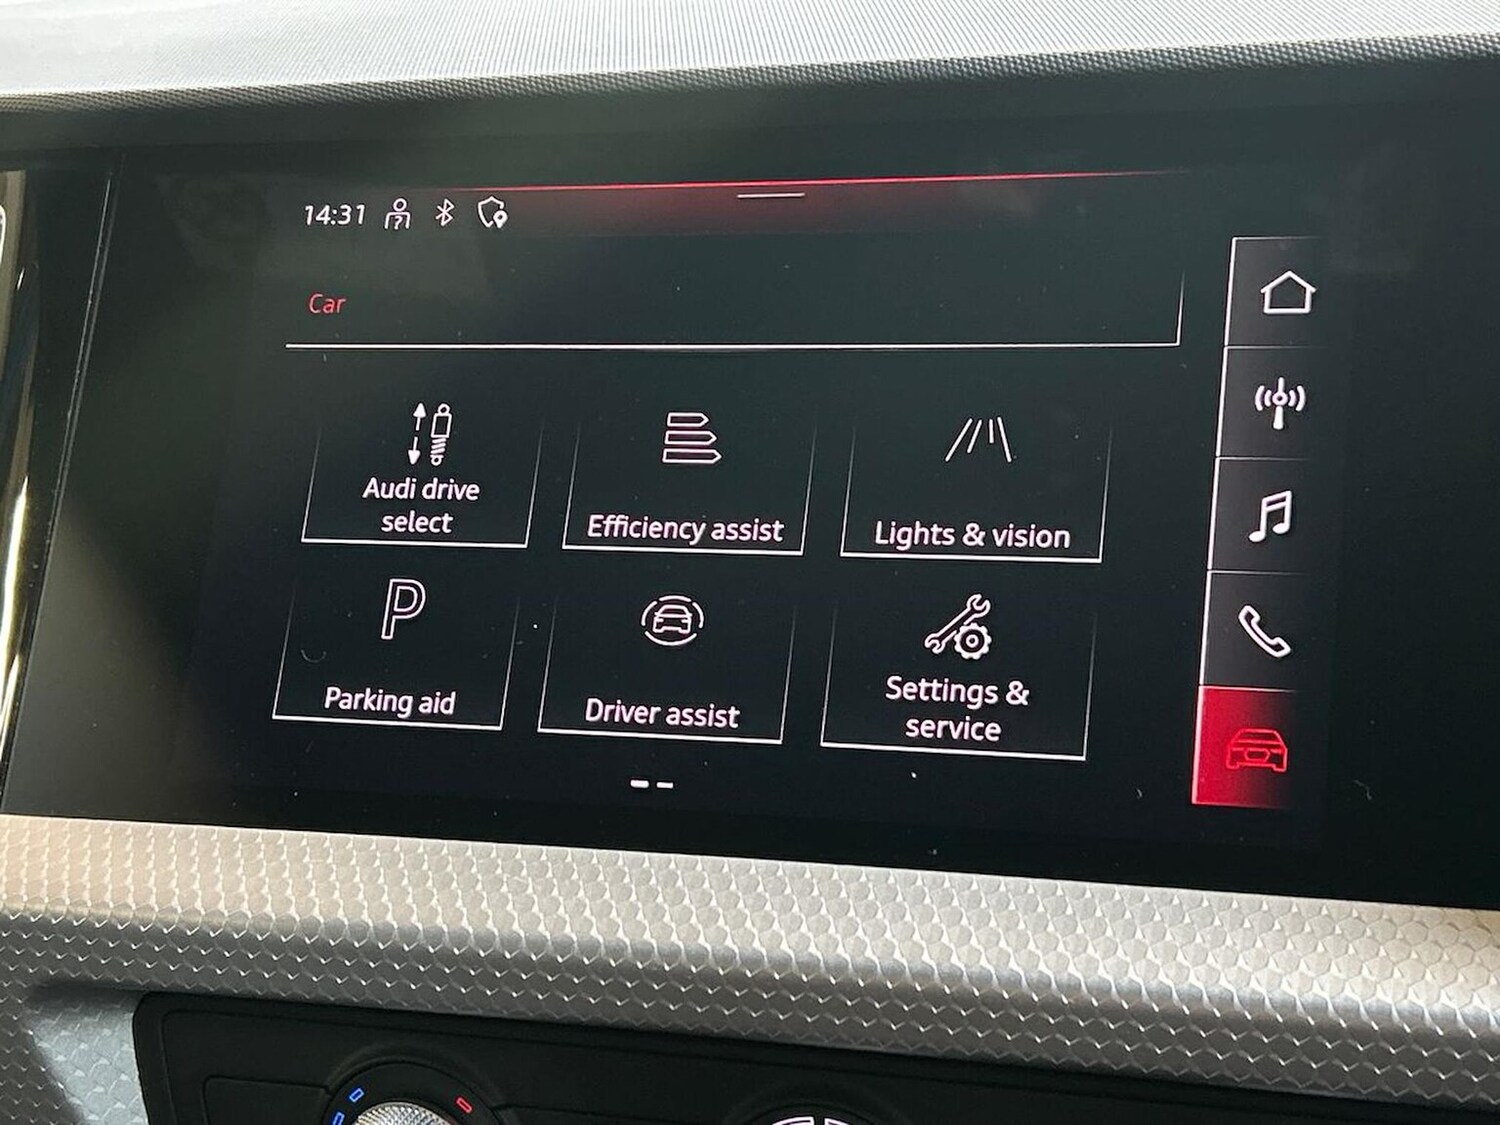 14:31
Car
Audi drive
select
Efficiency assist
Lights & vision
P
Parking aid
Driver assist
Settings &
service